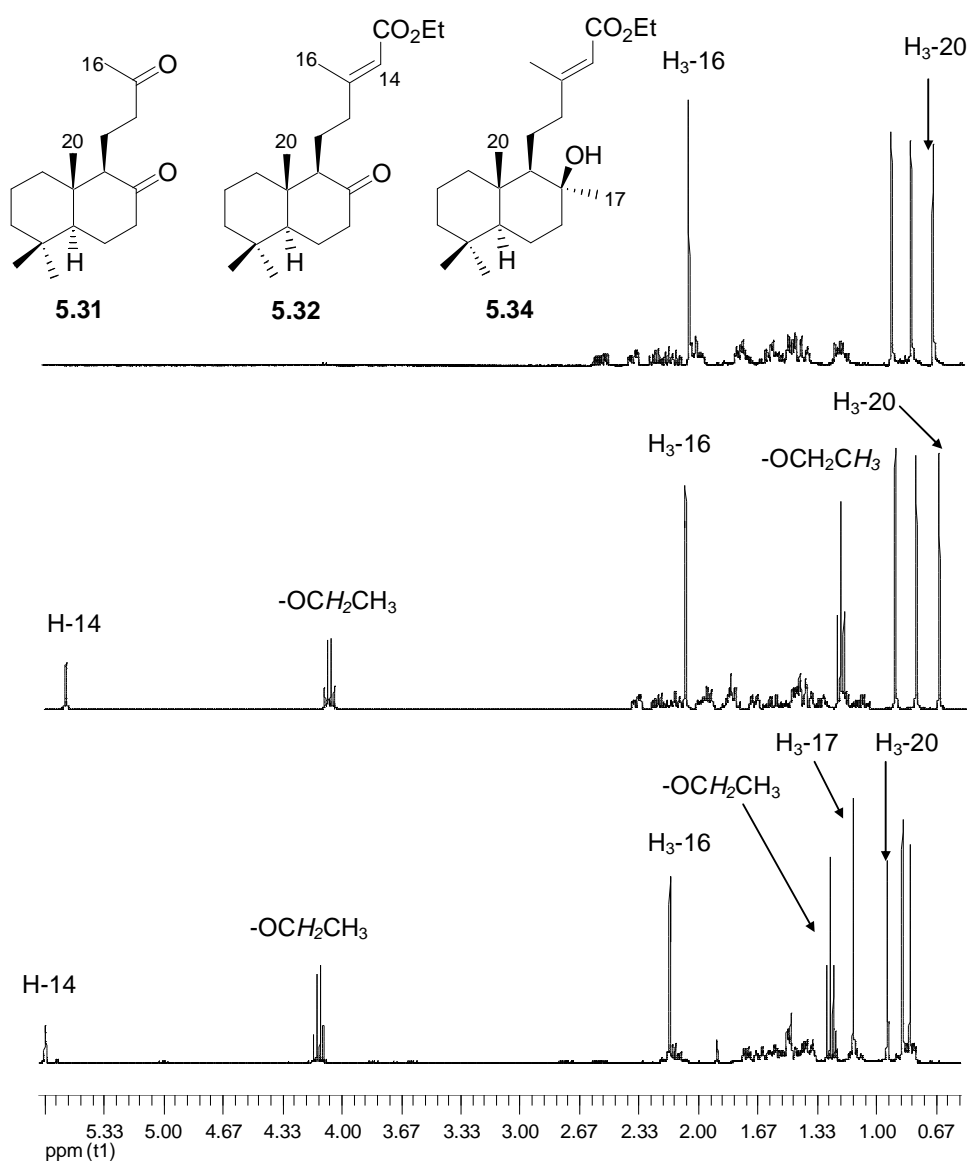 CO₂Et
CO₂Et
16
O
16
14
20
O
20
O
20
OH
17
H
H
H
5.31
5.32
5.34
H₃-16
H₃-20
H₃-20
H₃-16
-OCH₂CH₃
-OCH₂CH₃
H-14
H₃-17
H₃-20
-OCH₂CH₃
H₃-16
-OCH₂CH₃
H-14
5.33 5.00 4.67 4.33 4.00 3.67 3.33 3.00 2.67 2.33 2.00 1.67 1.33 1.00 0.67
ppm (t1)